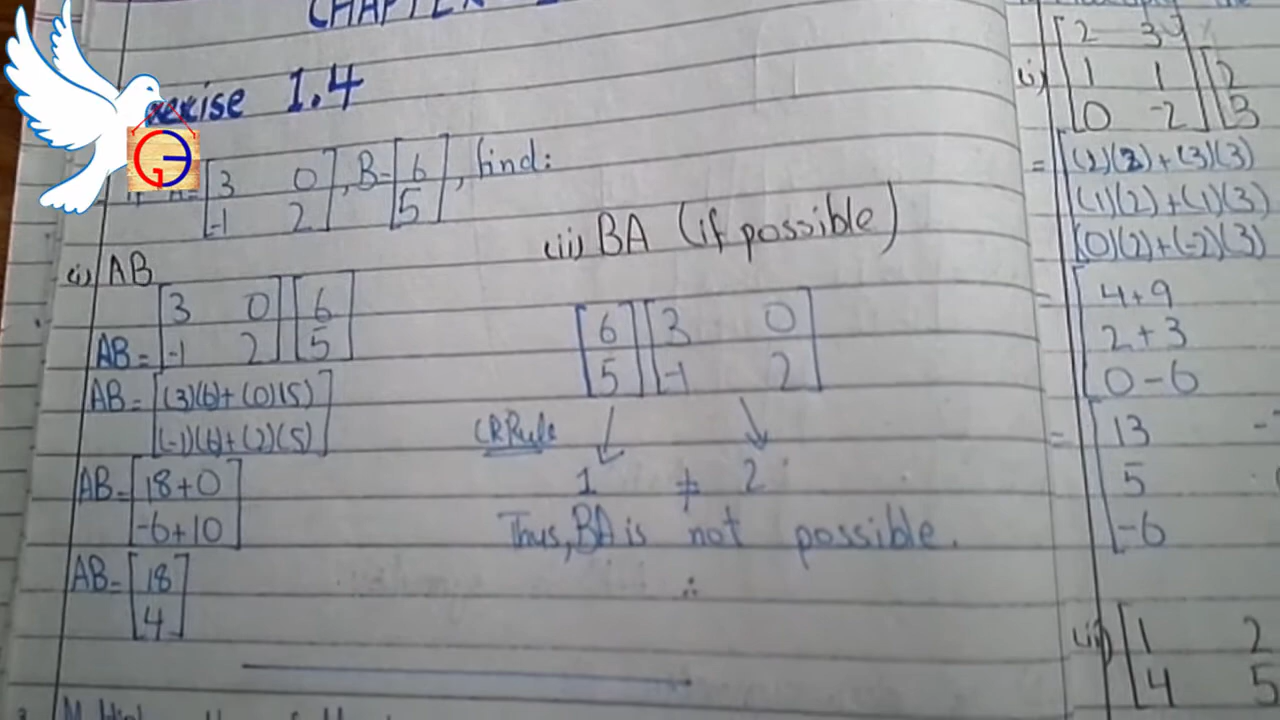 CHAPTER
Exercise 1.4
If A= [3 0 -1 2], B= [6 5], find:
(i) AB
AB= [3 0 -1 2] [6 5]
AB= [(3)(6)+(0)(5)
(-1)(6)+(2)(5)]
AB= [18+0
-6+10]
AB= [18
4]
(ii) BA (if possible)
[6 5] [3 0 -1 2]
CR Rule
1 ≠ 2
Thus, BA is not possible.
∴
GE
(i) [2 3
1 1
0 -2] [2
3
= [(2)(2)+(3)(3)
(1)(2)+(1)(3)
(0)(2)+(-2)(3)
= [4+9
2+3
0-6
= [13
5
-6
(ii) [1 2
4 5